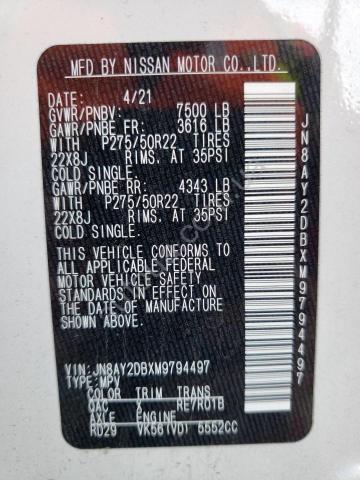 MFD BY NISSAN MOTOR CO.,LTD.
DATE: 4/21
GVWR/PNBV: 7500 LB
GAWR/PNBE FR: 3616 LB
WITH P275/50R22 TIRES
22X8J RIMS, AT 35PSI
COLD SINGLE.
GAWR/PNBE RR: 4343 LB
WITH P275/50R22 TIRES
22X8J RIMS, AT 35PSI
COLD SINGLE.
THIS VEHICLE CONFORMS TO
ALL APPLICABLE FEDERAL
MOTOR VEHICLE SAFETY
STANDARDS IN EFFECT ON
THE DATE OF MANUFACTURE
SHOWN ABOVE.
VIN: JN8AY2DBXM9794497
TYPE: MPV
COLOR TRIM TRANS
QAC C RE7R01B
AXLE ENGINE
RD29 VK56(VD) 5552CC
JN8AY2DBXM9794497